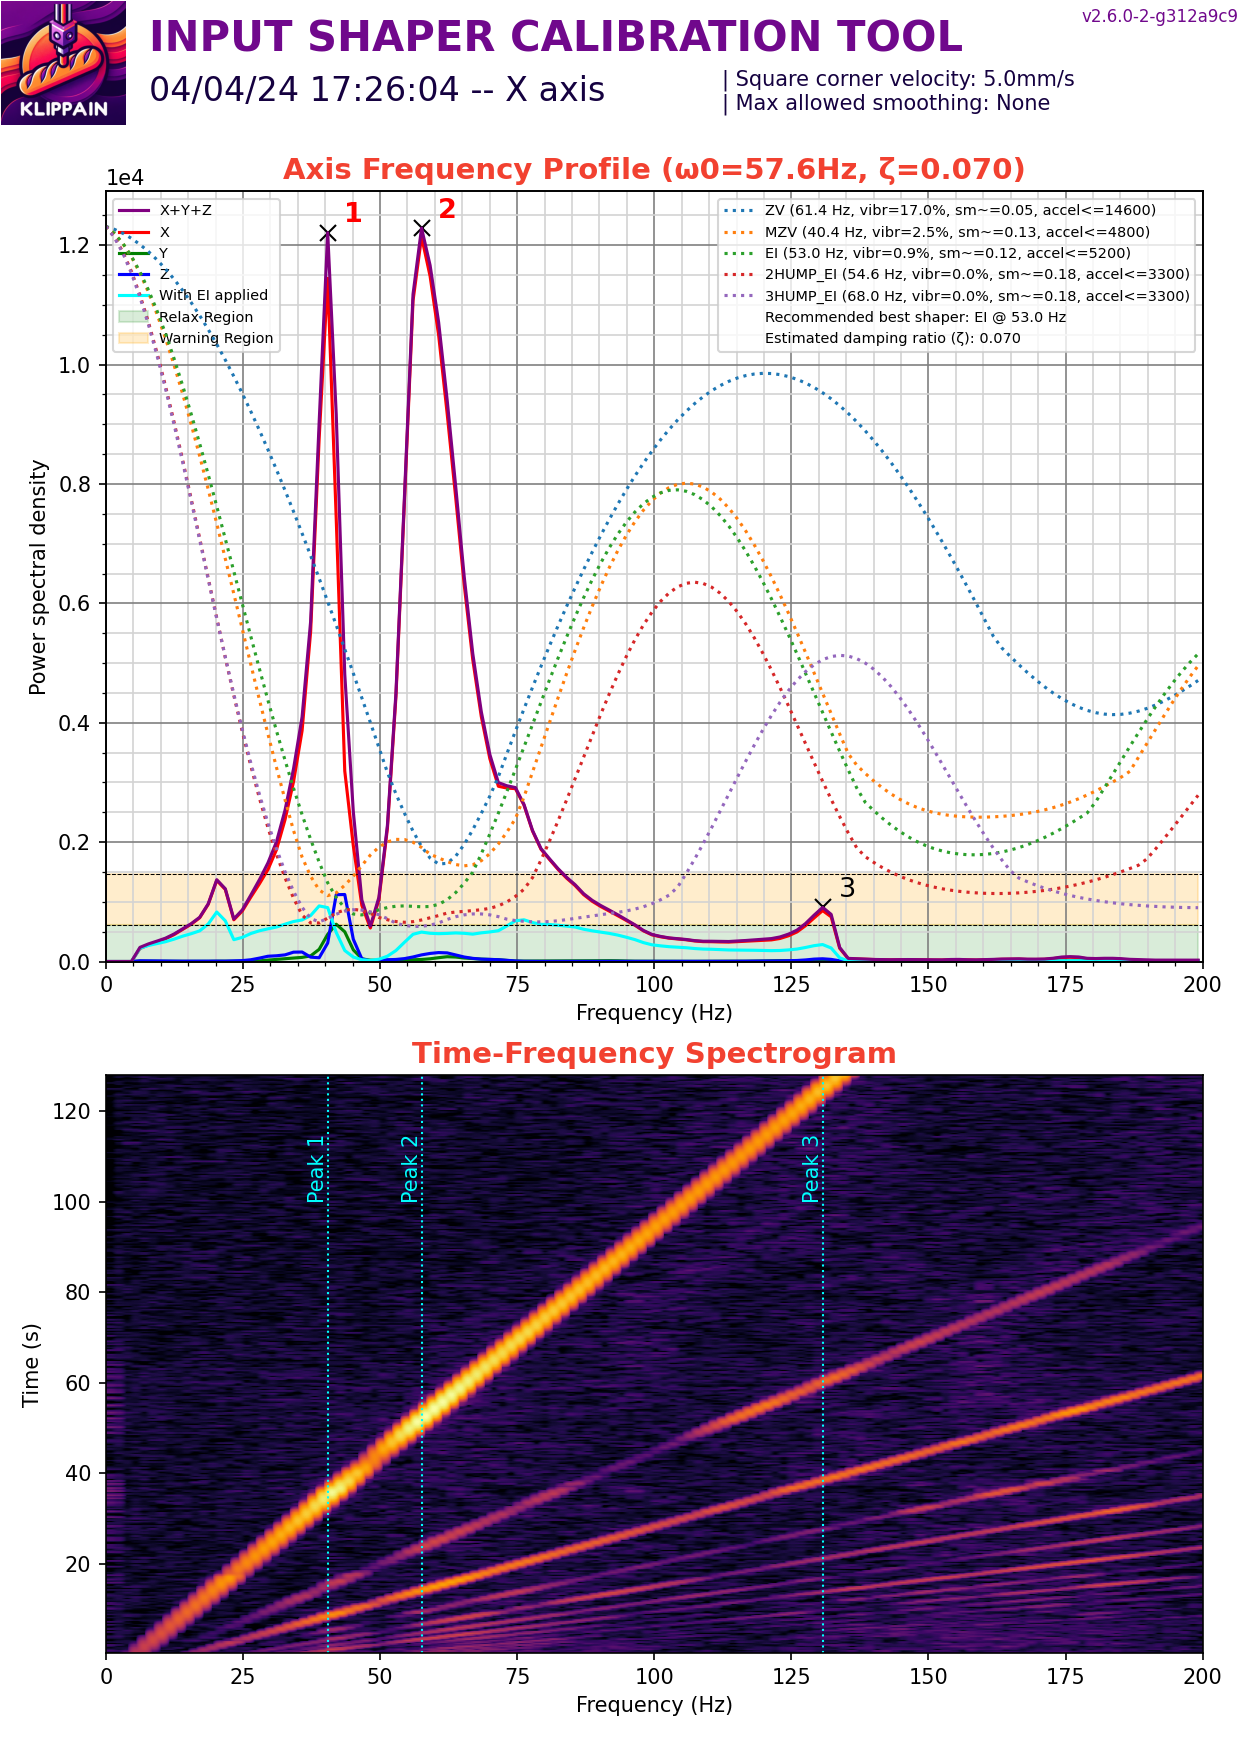 v2.6.0-2-g312a9c9
INPUT SHAPER CALIBRATION TOOL
04/04/24 17:26:04 -- X axis
| Square corner velocity: 5.0mm/s
| Max allowed smoothing: None
KLIPPAIN
Axis Frequency Profile (ω0=57.6Hz, ζ=0.070)
1e4
X+Y+Z
X
Y
Z
With EI applied
Relax Region
Warning Region
1
2
3
ZV (61.4 Hz, vibr=17.0%, sm~=0.05, accel<=14600)
MZV (40.4 Hz, vibr=2.5%, sm~=0.13, accel<=4800)
EI (53.0 Hz, vibr=0.9%, sm~=0.12, accel<=5200)
2HUMP_EI (54.6 Hz, vibr=0.0%, sm~=0.18, accel<=3300)
3HUMP_EI (68.0 Hz, vibr=0.0%, sm~=0.18, accel<=3300)
Recommended best shaper: EI @ 53.0 Hz
Estimated damping ratio (ζ): 0.070
Power spectral density
1.2
1.0
0.8
0.6
0.4
0.2
0.0
0 25 50 75 100 125 150 175 200
Frequency (Hz)
Time-Frequency Spectrogram
Peak 1
Peak 2
Peak 3
Time (s)
120
100
80
60
40
20
0 25 50 75 100 125 150 175 200
Frequency (Hz)